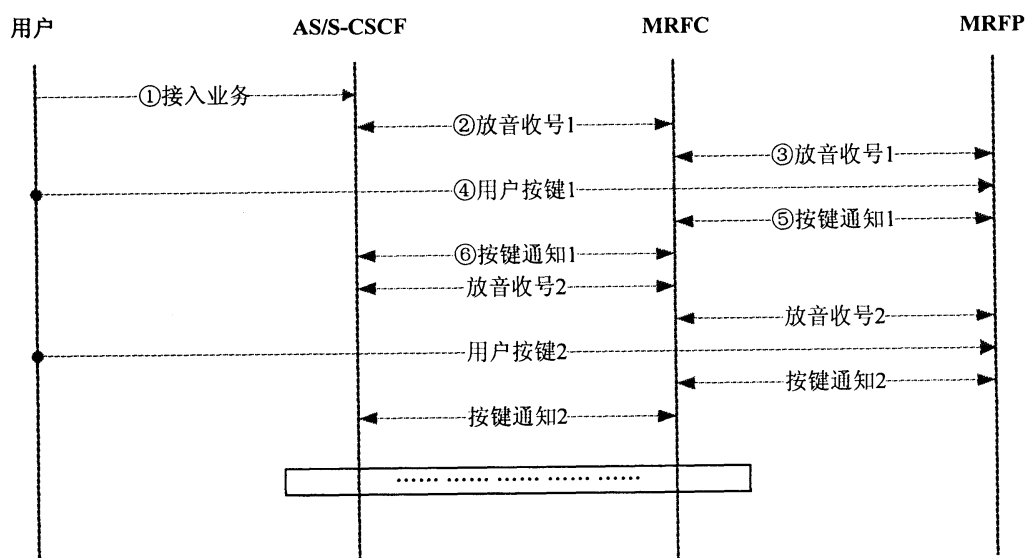 用户 AS/S-CSCF MRFC MRFP
①接入业务
②放音收号1
③放音收号1
④用户按键1
⑤按键通知1
⑥按键通知1
放音收号2
放音收号2
用户按键2
按键通知2
按键通知2
…… …… …… …… ……